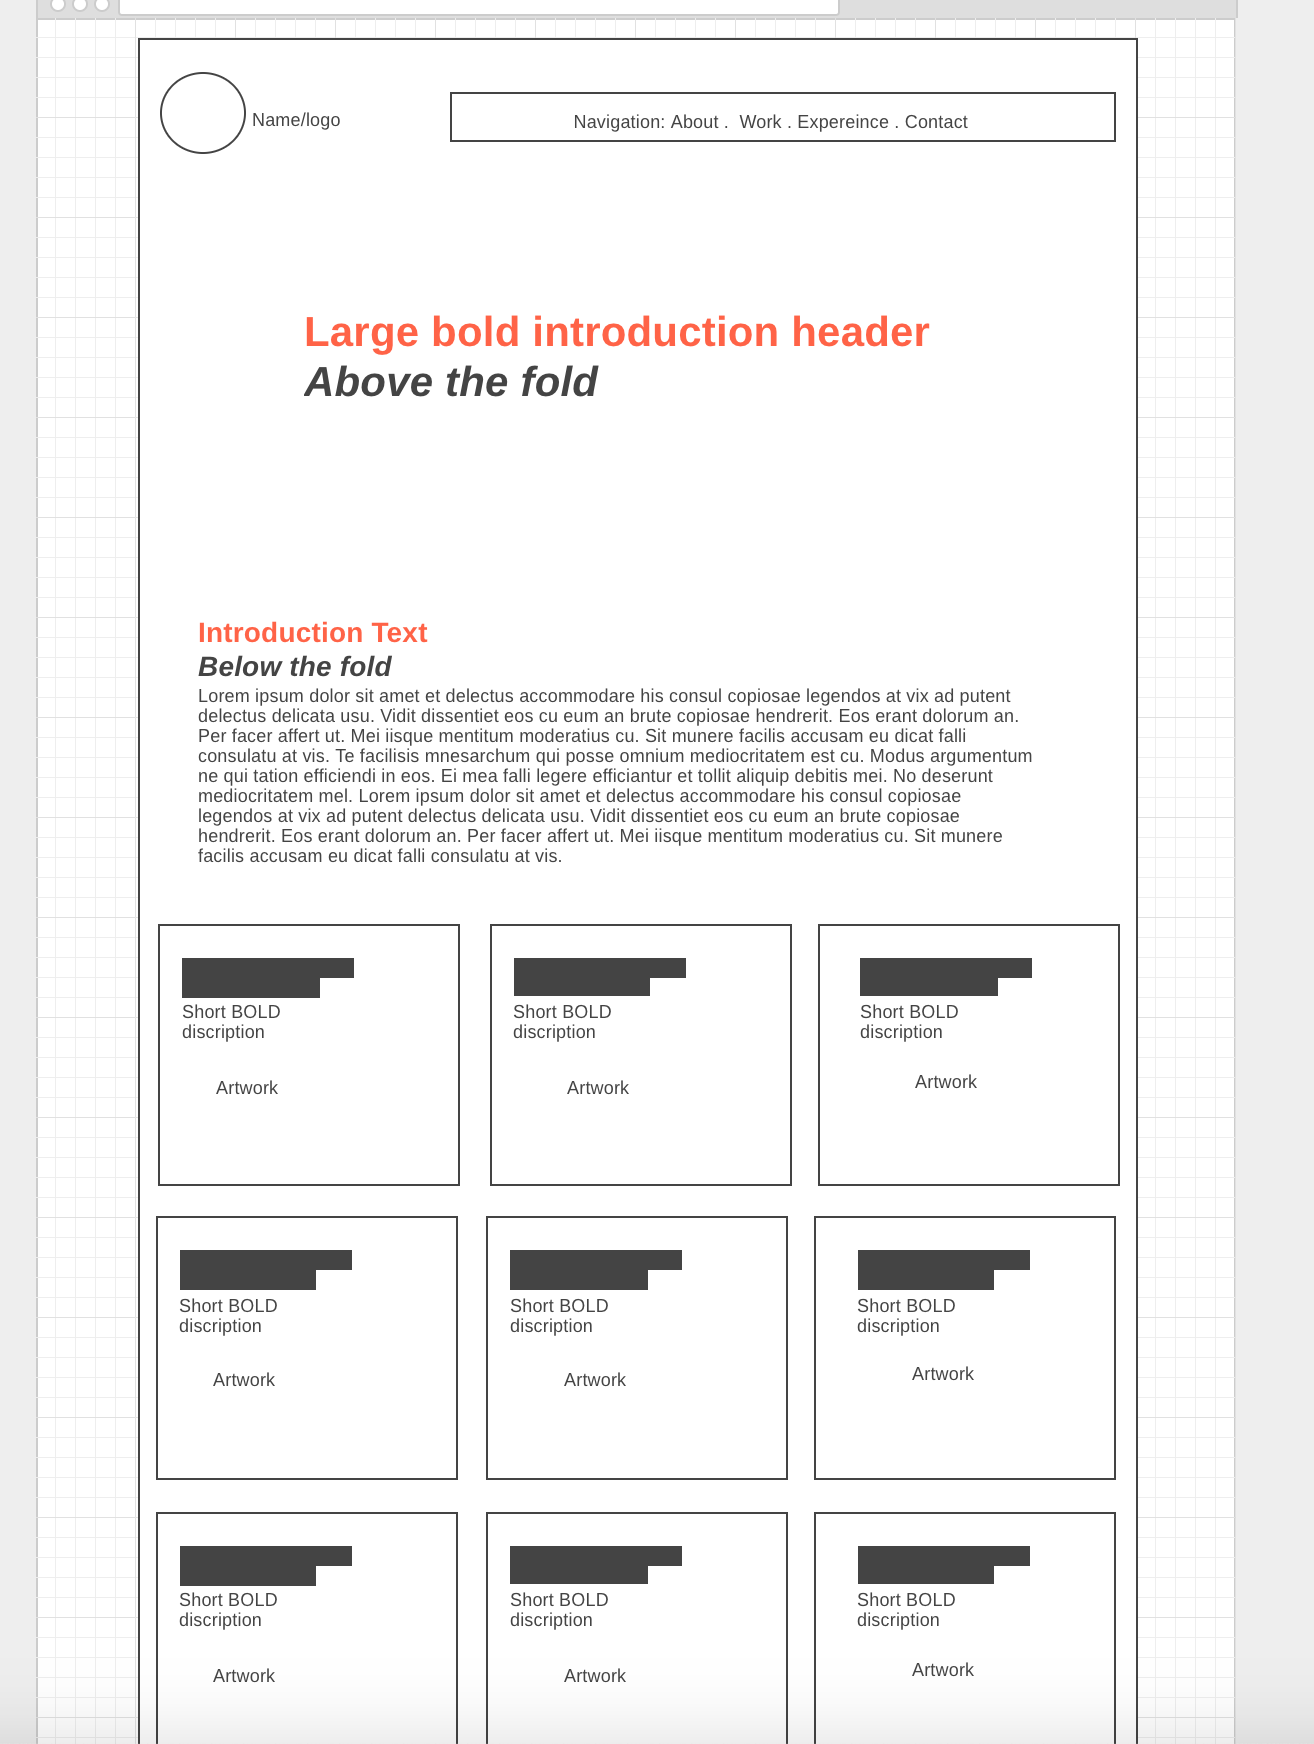 Name/logo
Navigation: About .  Work . Expereince . Contact
Large bold introduction header
Above the fold
Introduction Text
Below the fold
Lorem ipsum dolor sit amet et delectus accommodare his consul copiosae legendos at vix ad putent
delectus delicata usu. Vidit dissentiet eos cu eum an brute copiosae hendrerit. Eos erant dolorum an.
Per facer affert ut. Mei iisque mentitum moderatius cu. Sit munere facilis accusam eu dicat falli
consulatu at vis. Te facilisis mnesarchum qui posse omnium mediocritatem est cu. Modus argumentum
ne qui tation efficiendi in eos. Ei mea falli legere efficiantur et tollit aliquip debitis mei. No deserunt
mediocritatem mel. Lorem ipsum dolor sit amet et delectus accommodare his consul copiosae
legendos at vix ad putent delectus delicata usu. Vidit dissentiet eos cu eum an brute copiosae
hendrerit. Eos erant dolorum an. Per facer affert ut. Mei iisque mentitum moderatius cu. Sit munere
facilis accusam eu dicat falli consulatu at vis.
Short BOLD
discription
Artwork
Short BOLD
discription
Artwork
Short BOLD
discription
Artwork
Short BOLD
discription
Artwork
Short BOLD
discription
Artwork
Short BOLD
discription
Artwork
Short BOLD
discription
Artwork
Short BOLD
discription
Artwork
Short BOLD
discription
Artwork